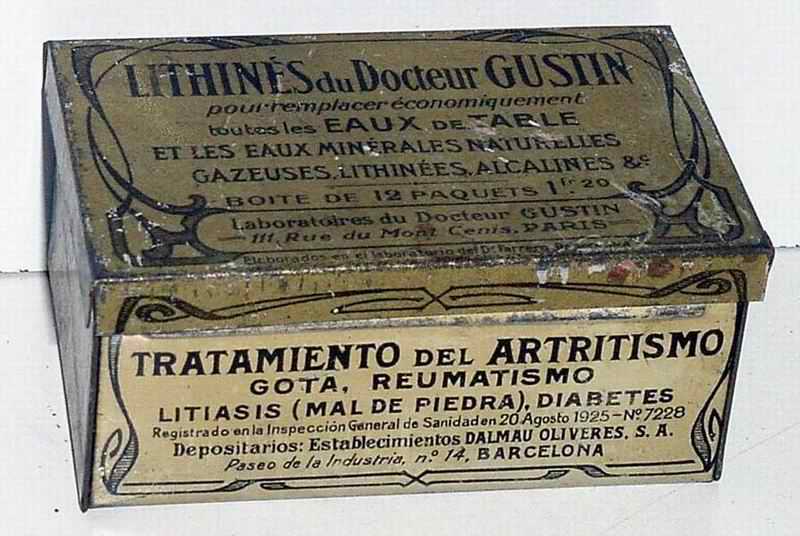 LITHINÉS du Docteur GUSTIN
pour remplacer économiquement
toutes les EAUX DE TABLE
ET LES EAUX MINÉRALES NATURELLES
GAZEUSES, LITHINÉES, ALCALINES &c
BOITE DE 12 PAQUETS 1fr 20
Laboratoires du Docteur GUSTIN
111, Rue du Mont Cenis, PARIS
Elaborados en el laboratorio del Dr Ferrero
TRATAMIENTO DEL ARTRITISMO
GOTA, REUMATISMO
LITIASIS (MAL DE PIEDRA), DIABETES
Registrado en la Inspección General de Sanidad en 20 Agosto 1925-Nº 7228
Depositarios: Establecimientos DALMAU OLIVERES, S. A.
Paseo de la Industria, n.º 14, BARCELONA